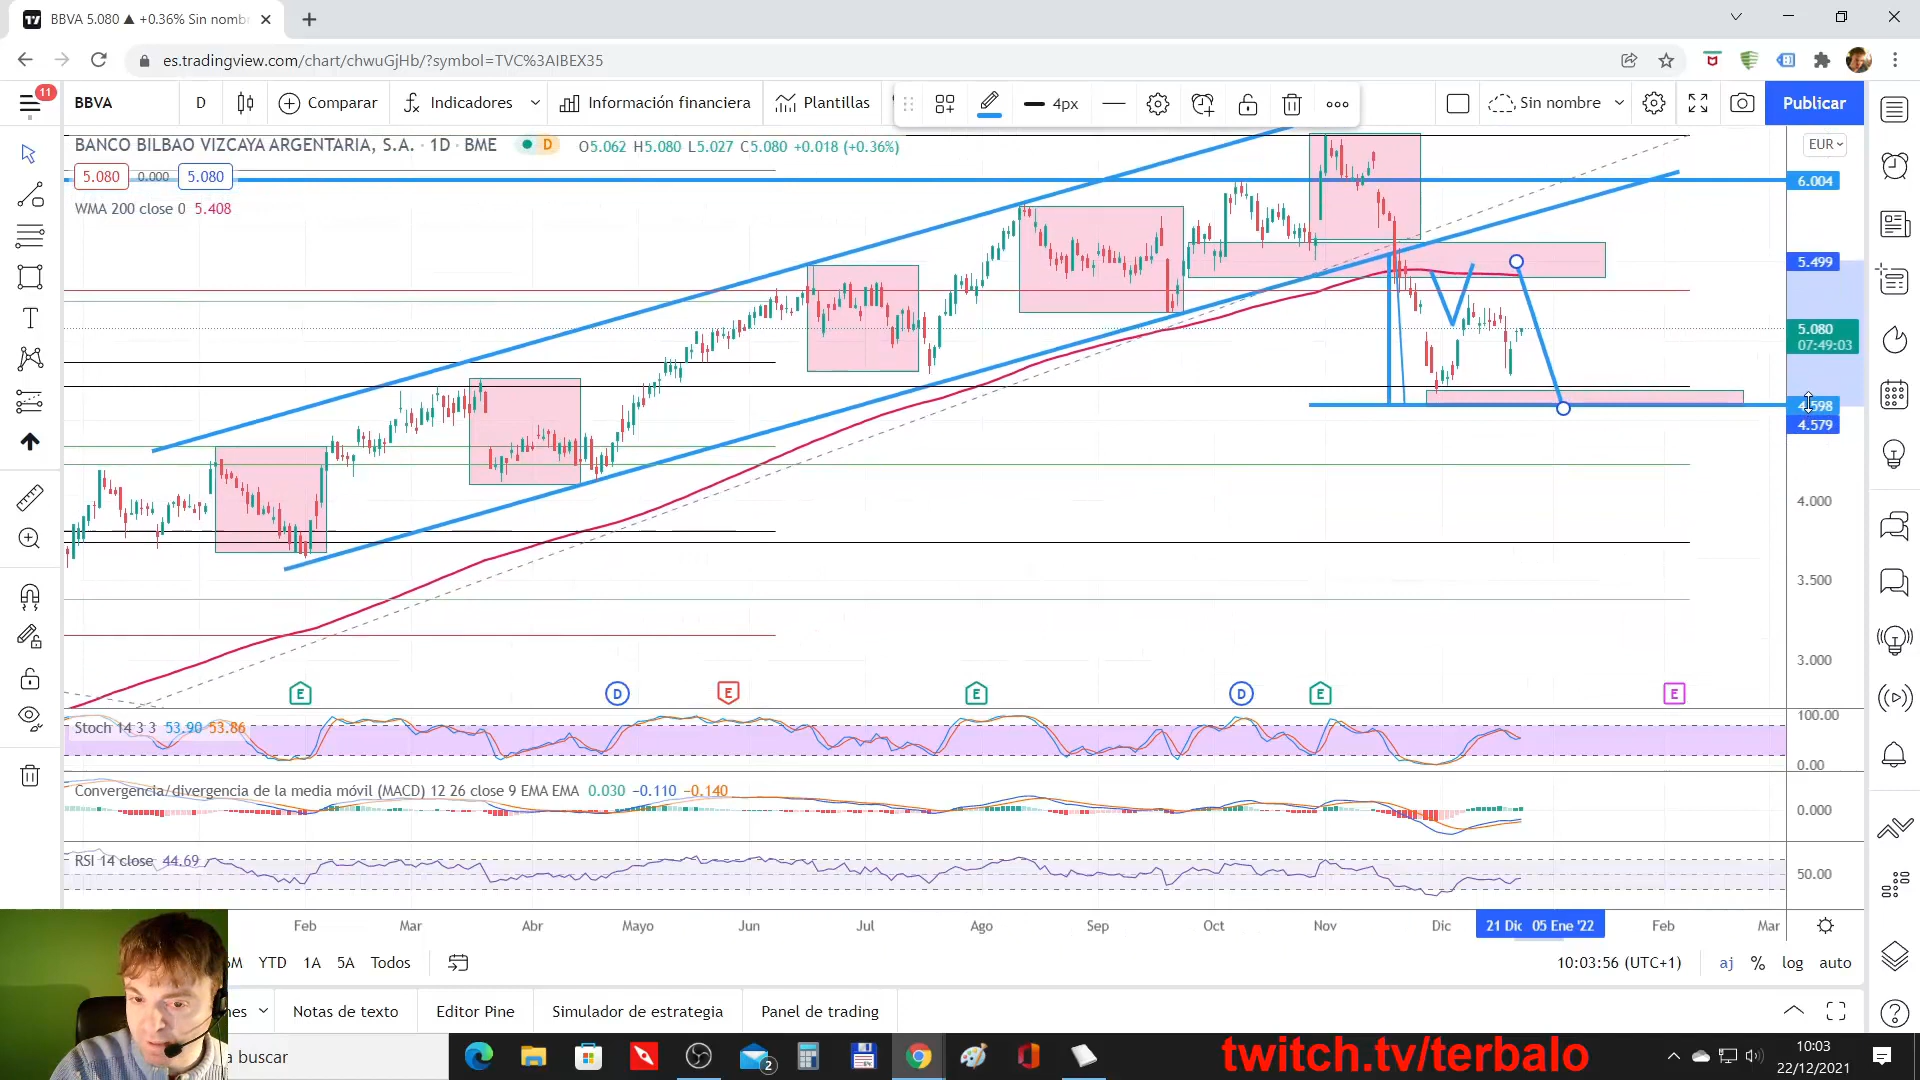 BBVA 5.080 ▲ +0.36% Sin nomb
es.tradingview.com/chart/chwuGjHb/?symbol=TVC%3AIBEX35
11
BBVA
D
Comparar
Indicadores
Información financiera
Plantillas
4px
Sin nombre
Publicar
BANCO BILBAO VIZCAYA ARGENTARIA, S.A. · 1D · BME
D
O5.062 H5.080 L5.027 C5.080 +0.018 (+0.36%)
EUR
5.080 0.000 5.080
6.004
WMA 200 close 0 5.408
5.499
5.080
07:49:03
4.598
4.579
4.000
3.500
3.000
E D E E D E E
100.00
Stoch 14 3 3 53.90 53.86
0.00
Convergencia/divergencia de la media móvil (MACD) 12 26 close 9 EMA EMA 0.030 −0.110 −0.140
0.000
RSI 14 close 44.69
50.00
Feb Mar Abr Mayo Jun Jul Ago Sep Oct Nov Dic 21 Dic 05 Ene '22 Feb Mar
6M YTD 1A 5A Todos
10:03:56 (UTC+1)
aj % log auto
nes
Notas de texto
Editor Pine
Simulador de estrategia
Panel de trading
a buscar
2
twitch.tv/terbalo
10:03
22/12/2021